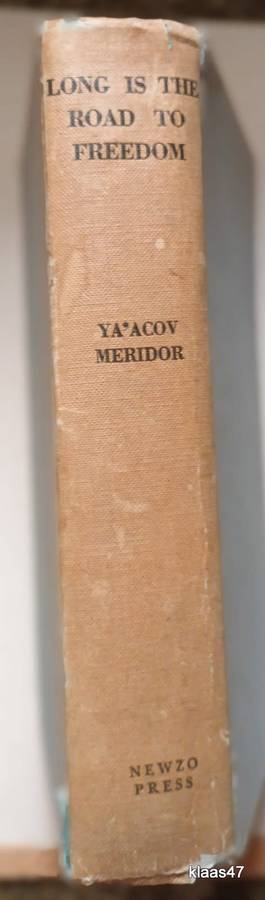 LONG IS THE
ROAD TO
FREEDOM
YA'ACOV
MERIDOR
NEWZO
PRESS
klaas47